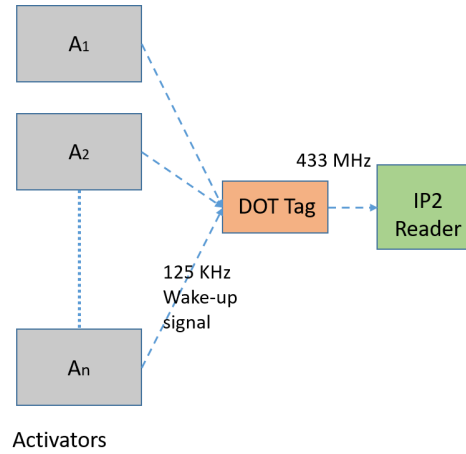 A1
A2
433 MHz
DOT Tag
IP2
Reader
125 KHz
Wake-up
signal
An
Activators